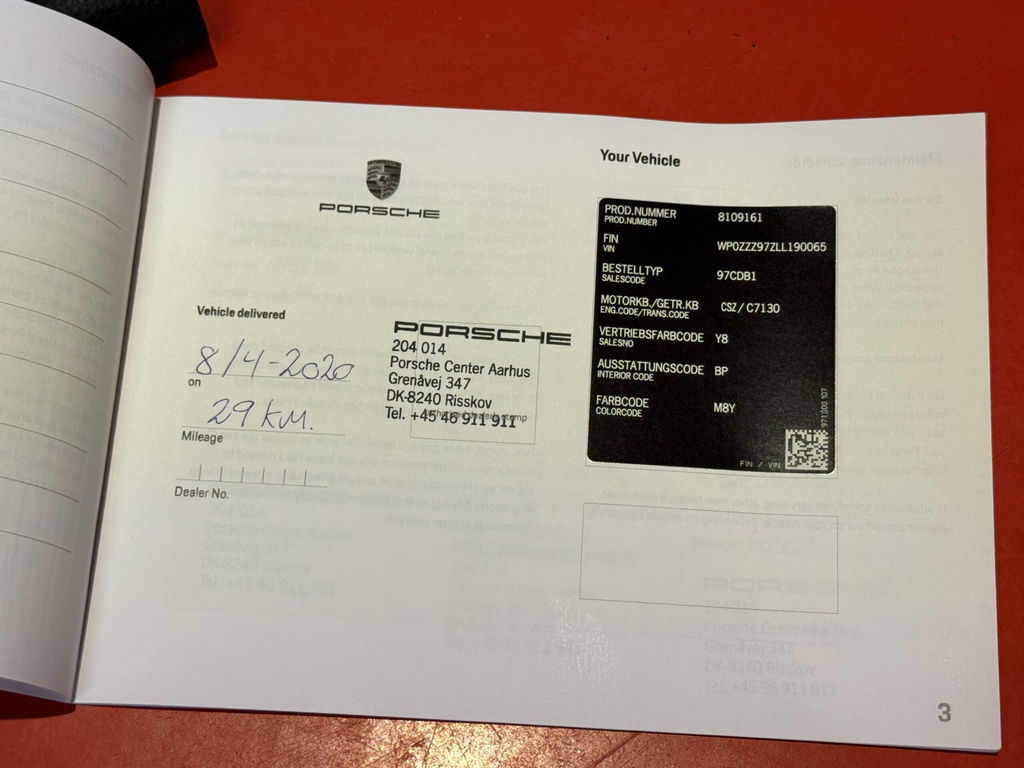 PORSCHE
Vehicle delivered
8/4-2020
on
29 KM.
Mileage
Dealer No.
PORSCHE
204 014
Porsche Center Aarhus
Grenåvej 347
DK-8240 Risskov
Tel. +45 46 911 911
Your Vehicle
PROD.NUMMER 8109161
PROD.NUMBER
FIN WP0ZZZ97ZLL190065
VIN
BESTELLTYP 97CDB1
SALESCODE
MOTORKB./GETR.KB CSZ/ C7130
ENG.CODE/TRANS.CODE
VERTRIEBSFARBCODE Y8
SALESNO
AUSSTATTUNGSCODE BP
INTERIOR CODE
FARBCODE M8Y
COLORCODE
971 000 107
FIN / VIN
3